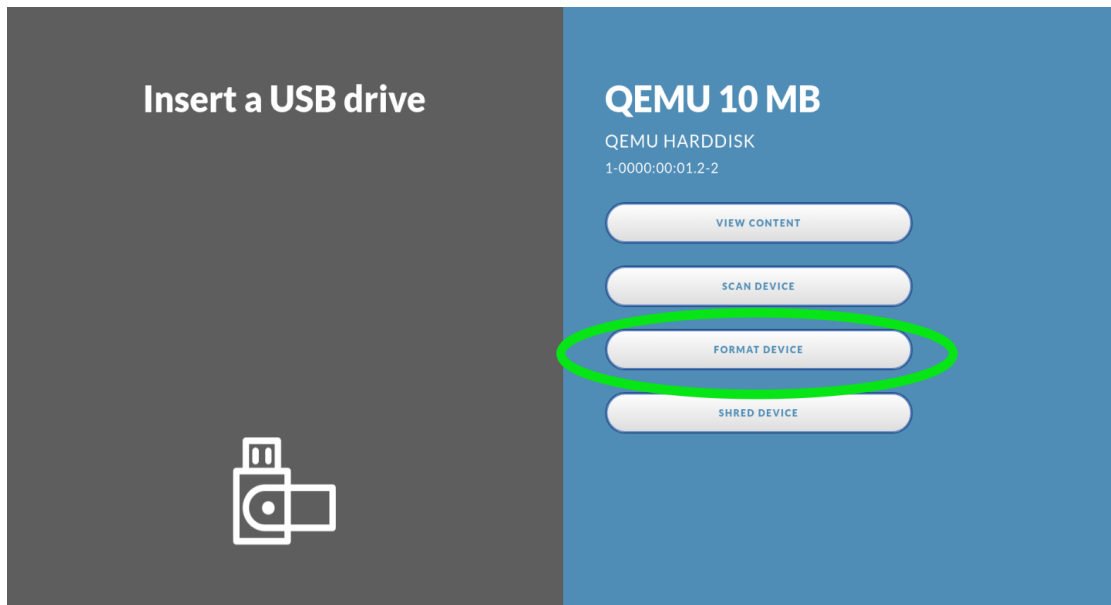 Insert a USB drive
QEMU 10 MB
QEMU HARDDISK
1-0000:00:01.2-2
VIEW CONTENT
SCAN DEVICE
FORMAT DEVICE
SHRED DEVICE